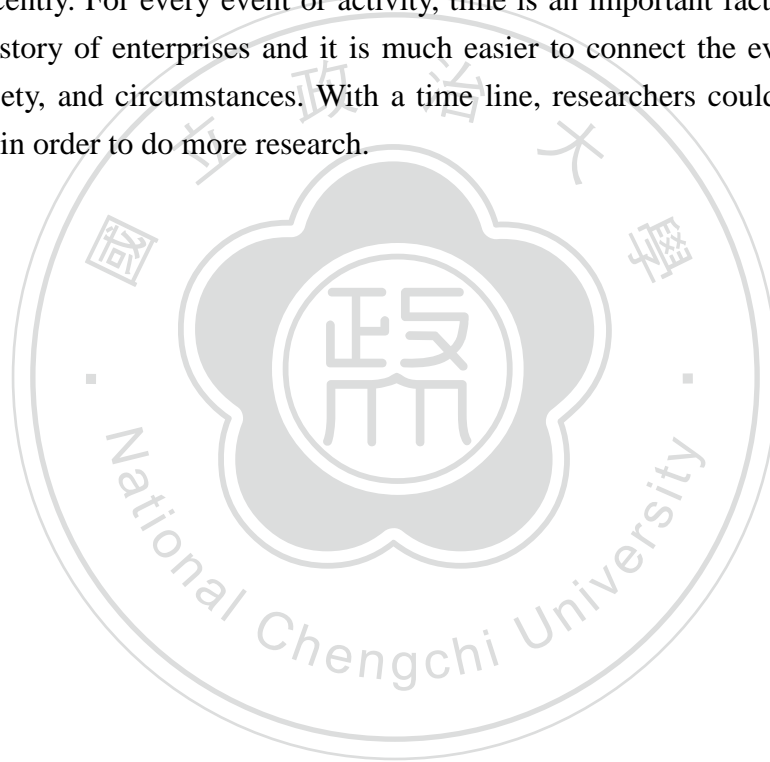 cently. For every event or activity, time is an important fact
story of enterprises and it is much easier to connect the ev
ety, and circumstances. With a time line, researchers could
in order to do more research.
國立政治大學
National Chengchi University
政